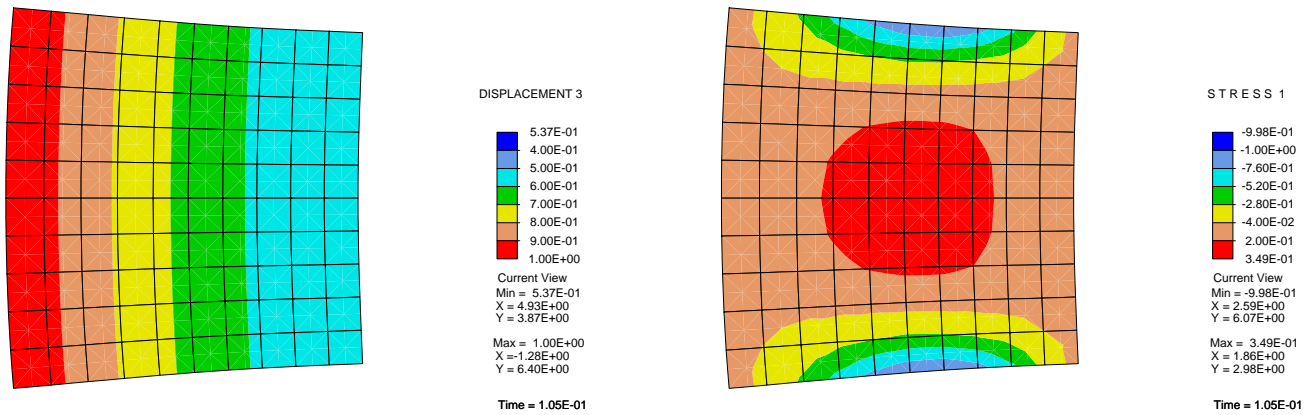 DISPLACEMENT 3
5.37E-01
4.00E-01
5.00E-01
6.00E-01
7.00E-01
8.00E-01
9.00E-01
1.00E+00
Current View
Min = 5.37E-01
X = 4.93E+00
Y = 3.87E+00
Max = 1.00E+00
X =-1.28E+00
Y = 6.40E+00
Time = 1.05E-01
S T R E S S 1
-9.98E-01
-1.00E+00
-7.60E-01
-5.20E-01
-2.80E-01
-4.00E-02
2.00E-01
3.49E-01
Current View
Min = -9.98E-01
X = 2.59E+00
Y = 6.07E+00
Max = 3.49E-01
X = 1.86E+00
Y = 2.98E+00
Time = 1.05E-01